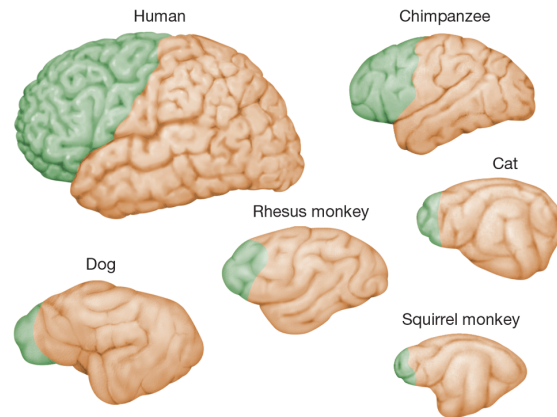 Human
Chimpanzee
Cat
Rhesus monkey
Dog
Squirrel monkey